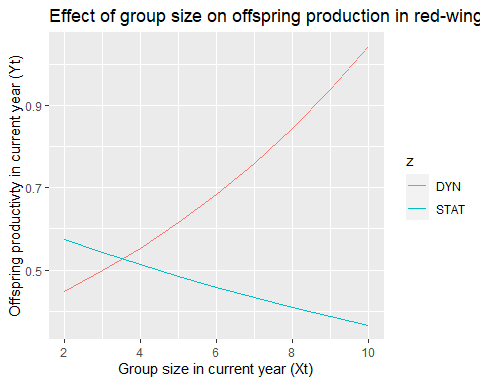 Effect of group size on offspring production in red-wing
Offspring productivty in current year (Yt)
0.9
0.7
0.5
2 4 6 8 10
Group size in current year (Xt)
z
DYN
STAT